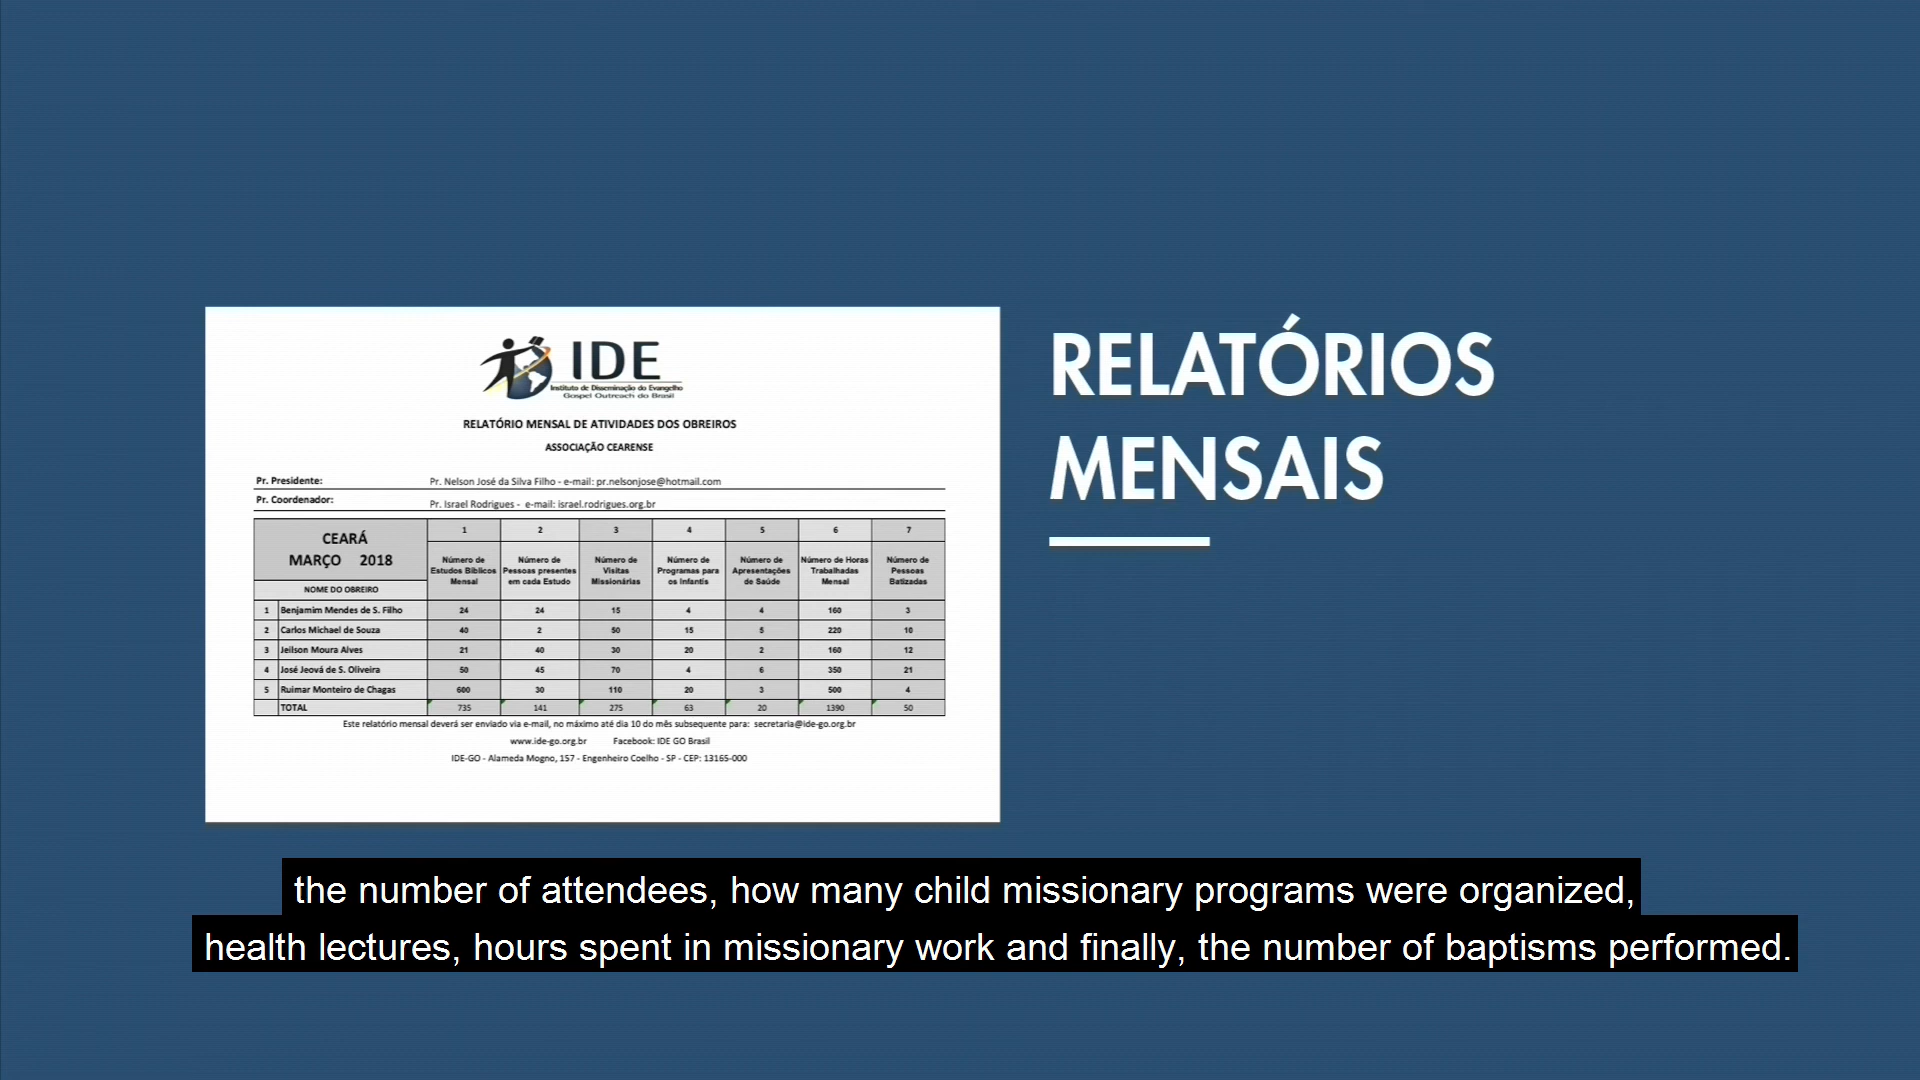 IDE
Instituto de Disseminação do Evangelho
Gospel Outreach do Brasil
RELATÓRIO MENSAL DE ATIVIDADES DOS OBREIROS
ASSOCIAÇÃO CEARENSE
Pr. Presidente: Pr. Nelson José da Silva Filho - e-mail: pr.nelsonjose@hotmail.com
Pr. Coordenador: Pr. Israel Rodrigues - e-mail: israel.rodrigues.org.br
CEARÁ
MARÇO 2018
NOME DO OBREIRO
1 2 3 4 5 6 7
Número de Estudos Bíblicos Mensal
Número de Pessoas presentes em cada Estudo
Número de Visitas Missionárias
Número de Programas para os Infantis
Número de Apresentações de Saúde
Número de Horas Trabalhadas Mensal
Número de Pessoas Batizadas
1 Benjamim Mendes de S. Filho 24 24 15 4 4 160 3
2 Carlos Michael de Souza 40 2 50 15 5 220 10
3 Jeilson Moura Alves 21 40 30 20 2 160 12
4 José Jeová de S. Oliveira 50 45 70 4 6 350 21
5 Ruimar Monteiro de Chagas 600 30 110 20 3 500 4
TOTAL 735 141 275 63 20 1390 50
Este relatório mensal deverá ser enviado via e-mail, no máximo até dia 10 do mês subsequente para: secretaria@ide-go.org.br
www.ide-go.org.br Facebook: IDE GO Brasil
IDE-GO - Alameda Mogno, 157 - Engenheiro Coelho - SP - CEP: 13165-000
RELATÓRIOS
MENSAIS
the number of attendees, how many child missionary programs were organized,
health lectures, hours spent in missionary work and finally, the number of baptisms performed.